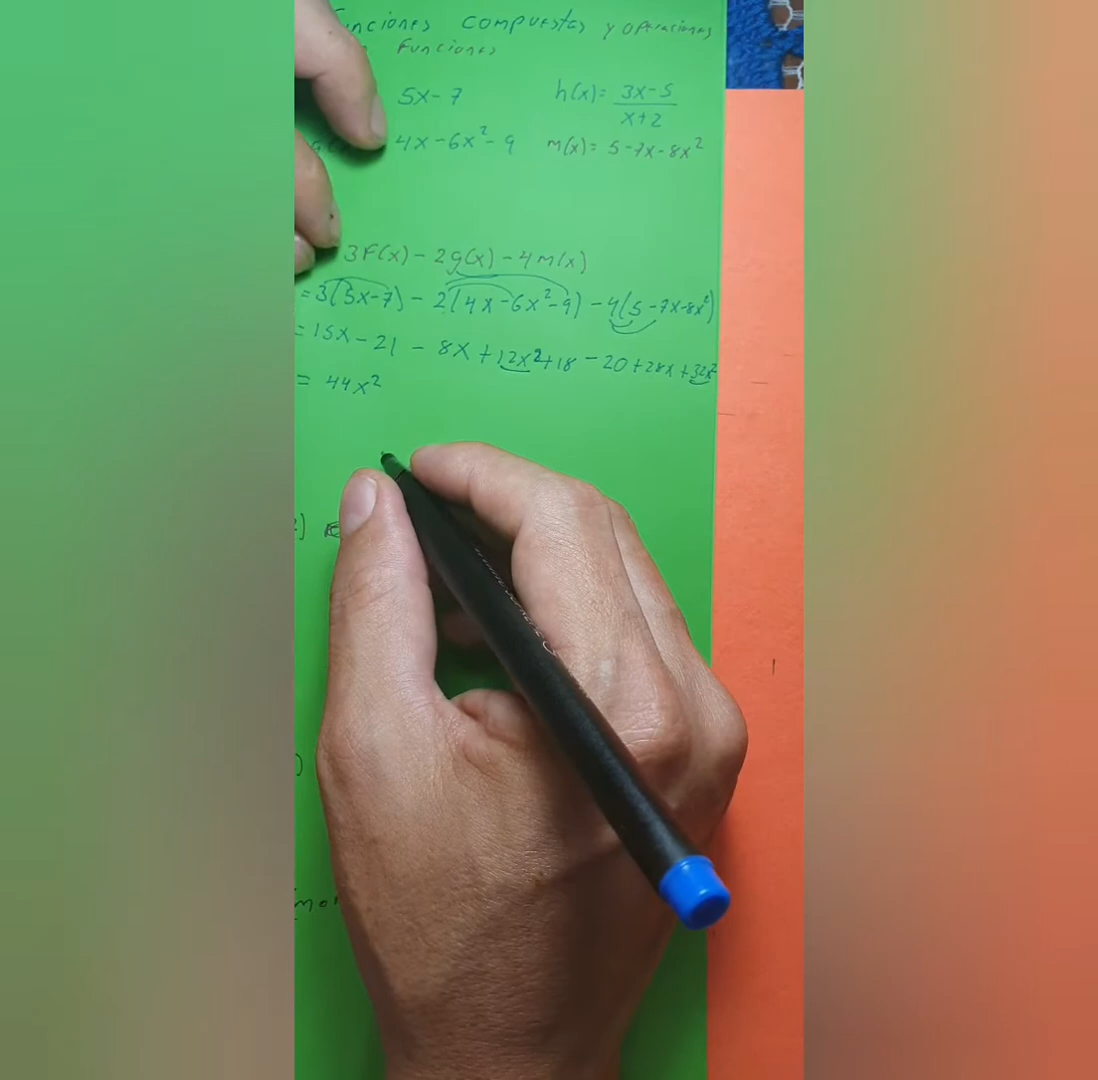 Funciones compuestas y operaciones
Funciones
5x-7 h(x)= 3x-5
x+2
4x-6x²-9 m(x)= 5-7x-8x²
3F(x)-2g(x)-4m(x)
=3(5x-7)-2(4x-6x²-9)-4(5-7x-8x²)
=15x-21-8x+12x²+18-20+28x+32x²
= 44x²